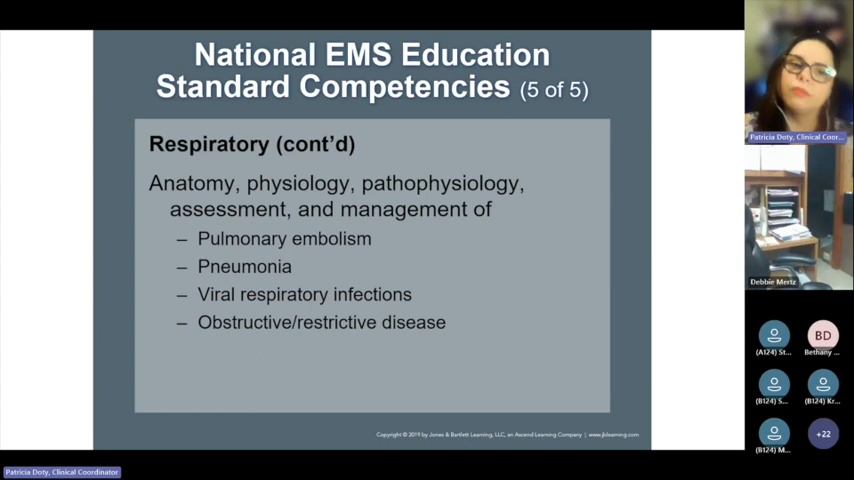 National EMS Education
Standard Competencies (5 of 5)
Respiratory (cont'd)
Anatomy, physiology, pathophysiology,
assessment, and management of
– Pulmonary embolism
– Pneumonia
– Viral respiratory infections
– Obstructive/restrictive disease
Copyright © 2019 by Jones & Bartlett Learning, LLC, an Ascend Learning Company | www.jblearning.com
Patricia Doty, Clinical Coordinator
Patricia Doty, Clinical Coor...
Debbie Mertz
BD
(A124) St...
Bethany ...
(B124) S...
(B124) Kr...
+22
(B124) M...